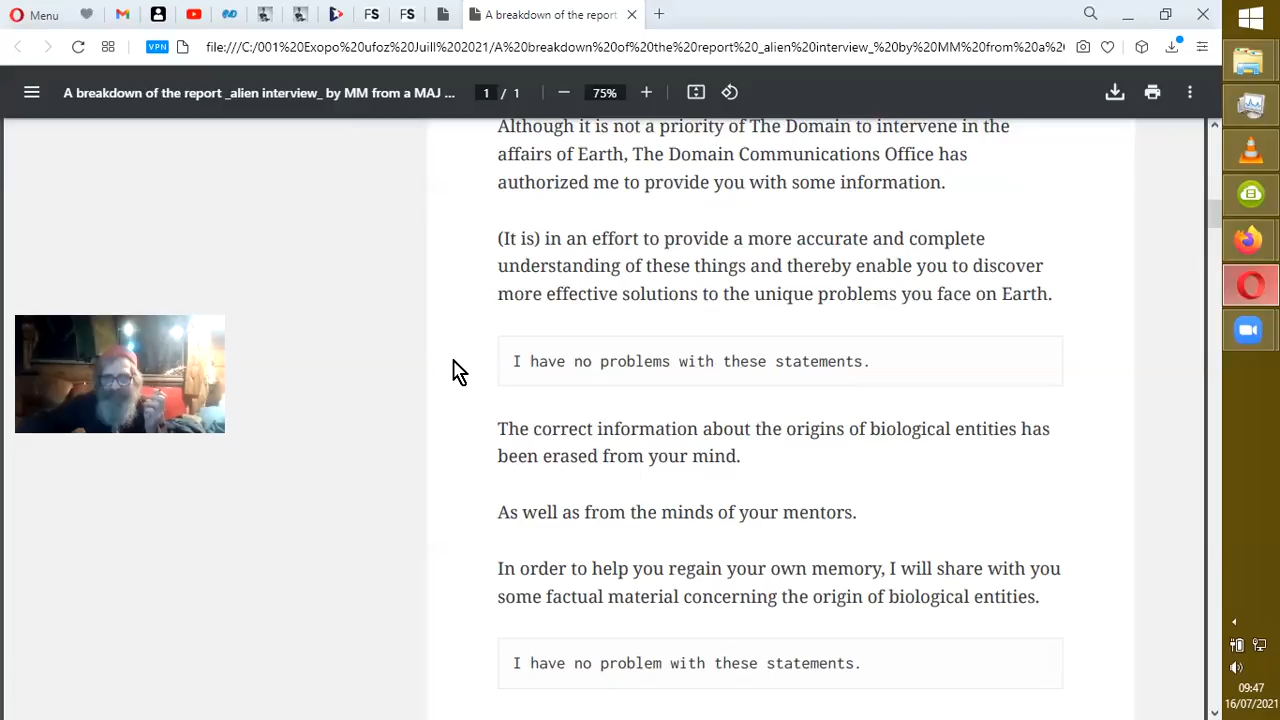 Menu
FS
FS
A breakdown of the report
VPN
file:///C:/001%20Exopo%20ufoz%20Juill%202021/A%20breakdown%20of%20the%20report%20_alien%20interview_%20by%20MM%20from%20a%2
A breakdown of the report _alien interview_ by MM from a MAJ ...
1 / 1
75%
Although it is not a priority of The Domain to intervene in the
affairs of Earth, The Domain Communications Office has
authorized me to provide you with some information.
(It is) in an effort to provide a more accurate and complete
understanding of these things and thereby enable you to discover
more effective solutions to the unique problems you face on Earth.
I have no problems with these statements.
The correct information about the origins of biological entities has
been erased from your mind.
As well as from the minds of your mentors.
In order to help you regain your own memory, I will share with you
some factual material concerning the origin of biological entities.
I have no problem with these statements.
09:47
16/07/2021